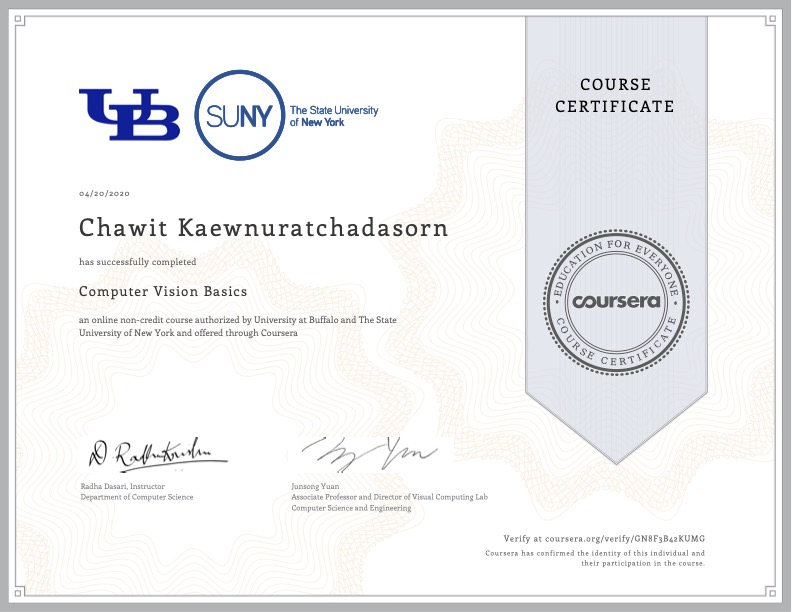 UB
SUNY
The State University
of New York
COURSE
CERTIFICATE
04/20/2020
Chawit Kaewnuratchadasorn
has successfully completed
Computer Vision Basics
an online non-credit course authorized by University at Buffalo and The State
University of New York and offered through Coursera
EDUCATION FOR EVERYONE
coursera
COURSE CERTIFICATE
Radha Dasari, Instructor
Department of Computer Science
Junsong Yuan
Associate Professor and Director of Visual Computing Lab
Computer Science and Engineering
Verify at coursera.org/verify/GN8F3B42KUMG
Coursera has confirmed the identity of this individual and
their participation in the course.